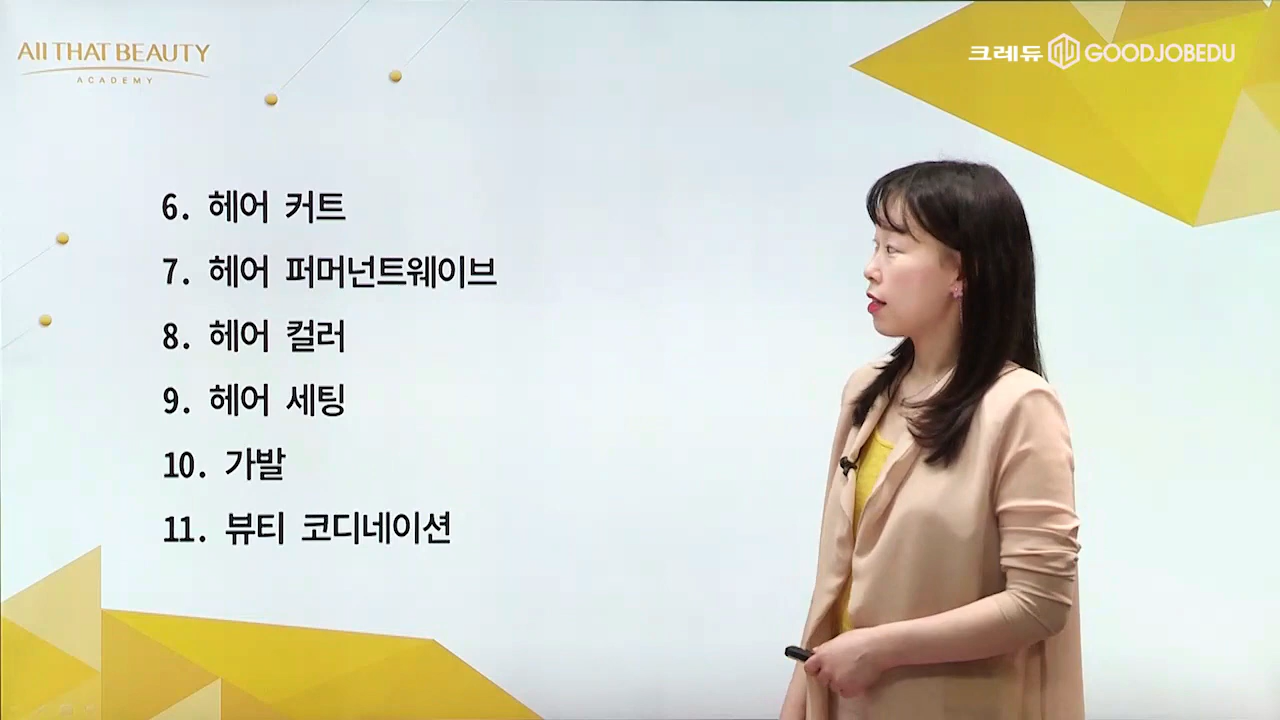 All THAT BEAUTY
ACADEMY
크레듀 GOODJOBEDU
6. 헤어 커트
7. 헤어 퍼머넌트웨이브
8. 헤어 컬러
9. 헤어 세팅
10. 가발
11. 뷰티 코디네이션